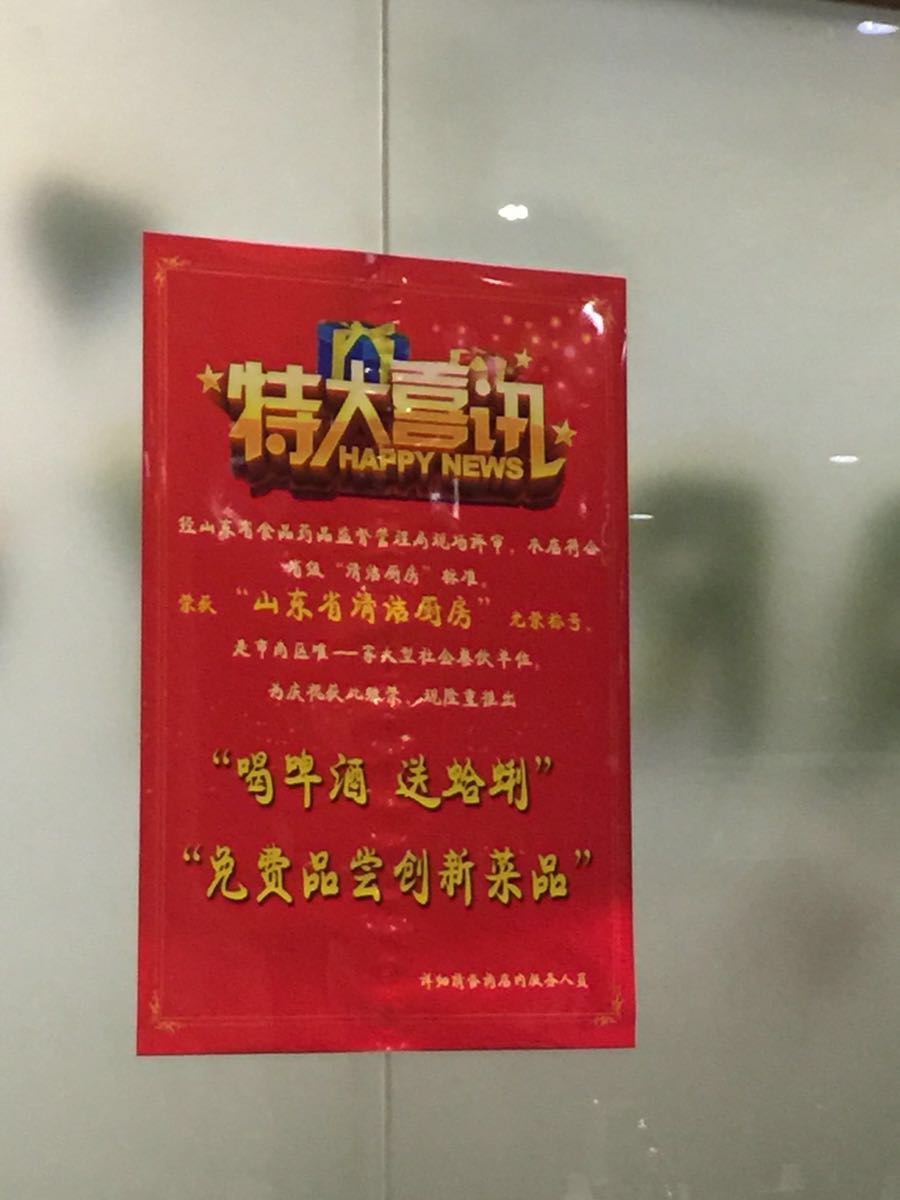 特大喜讯
HAPPY NEWS
经山东省食品药品监督管理局现场评审，本店符合
省级“清洁厨房”标准。
荣获“山东省清洁厨房”光荣称号。
是市内区唯一一家大型社会餐饮单位。
为庆祝获此殊荣，现隆重推出
“喝啤酒 送蛤蜊”
“免费品尝创新菜品”
详细请咨询店内服务人员